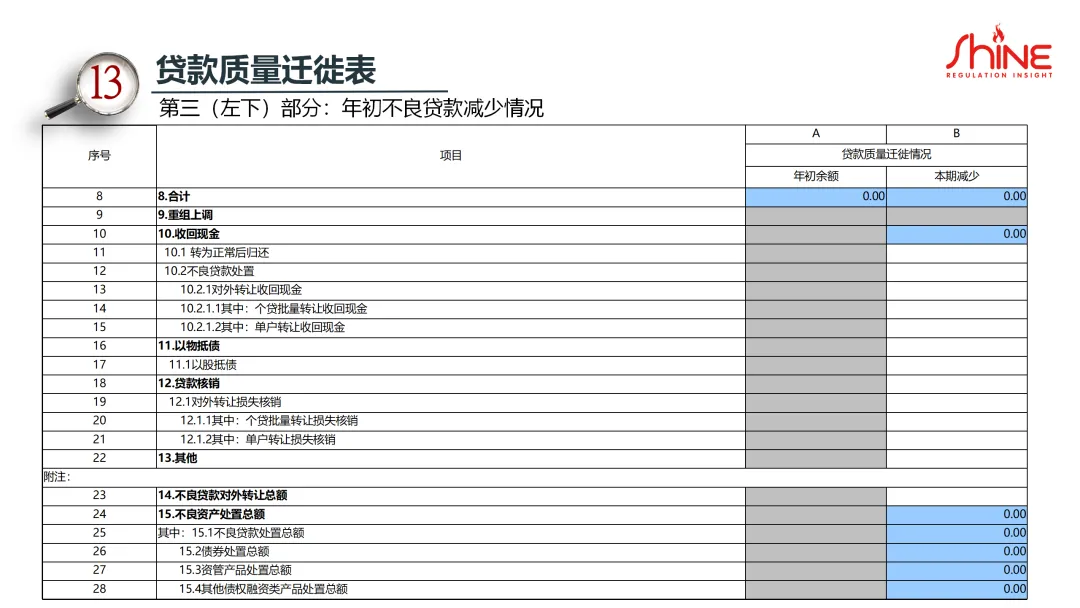 13
贷款质量迁徙表
SHINE
REGULATION INSIGHT
第三（左下）部分：年初不良贷款减少情况
序号 项目 A B
贷款质量迁徙情况
年初余额 本期减少
8 8.合计 0.00 0.00
9 9.重组上调
10 10.收回现金 0.00
11 10.1 转为正常后归还
12 10.2不良贷款处置
13 10.2.1对外转让收回现金
14 10.2.1.1其中：个贷批量转让收回现金
15 10.2.1.2其中：单户转让收回现金
16 11.以物抵债
17 11.1以股抵债
18 12.贷款核销
19 12.1对外转让损失核销
20 12.1.1其中：个贷批量转让损失核销
21 12.1.2其中：单户转让损失核销
22 13.其他
附注：
23 14.不良贷款对外转让总额
24 15.不良资产处置总额 0.00
25 其中：15.1不良贷款处置总额 0.00
26 15.2债券处置总额 0.00
27 15.3资管产品处置总额 0.00
28 15.4其他债权融资类产品处置总额 0.00